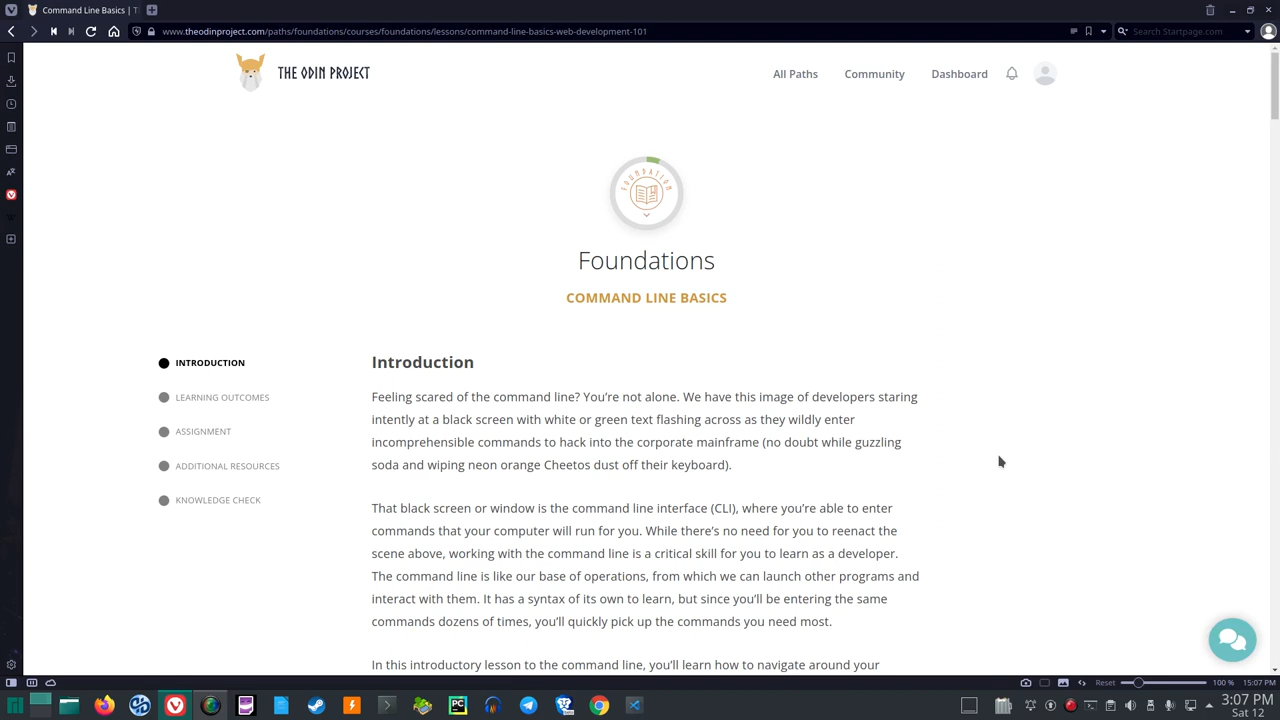 Command Line Basics | T
www.theodinproject.com/paths/foundations/courses/foundations/lessons/command-line-basics-web-development-101
Search Startpage.com
THE ODIN PROJECT
All Paths
Community
Dashboard
FOUNDATION
Foundations
COMMAND LINE BASICS
INTRODUCTION
LEARNING OUTCOMES
ASSIGNMENT
ADDITIONAL RESOURCES
KNOWLEDGE CHECK
Introduction
Feeling scared of the command line? You’re not alone. We have this image of developers staring
intently at a black screen with white or green text flashing across as they wildly enter
incomprehensible commands to hack into the corporate mainframe (no doubt while guzzling
soda and wiping neon orange Cheetos dust off their keyboard).
That black screen or window is the command line interface (CLI), where you’re able to enter
commands that your computer will run for you. While there’s no need for you to reenact the
scene above, working with the command line is a critical skill for you to learn as a developer.
The command line is like our base of operations, from which we can launch other programs and
interact with them. It has a syntax of its own to learn, but since you’ll be entering the same
commands dozens of times, you’ll quickly pick up the commands you need most.
In this introductory lesson to the command line, you’ll learn how to navigate around your
Reset
100 %
15:07 PM
PC
3:07 PM
Sat 12